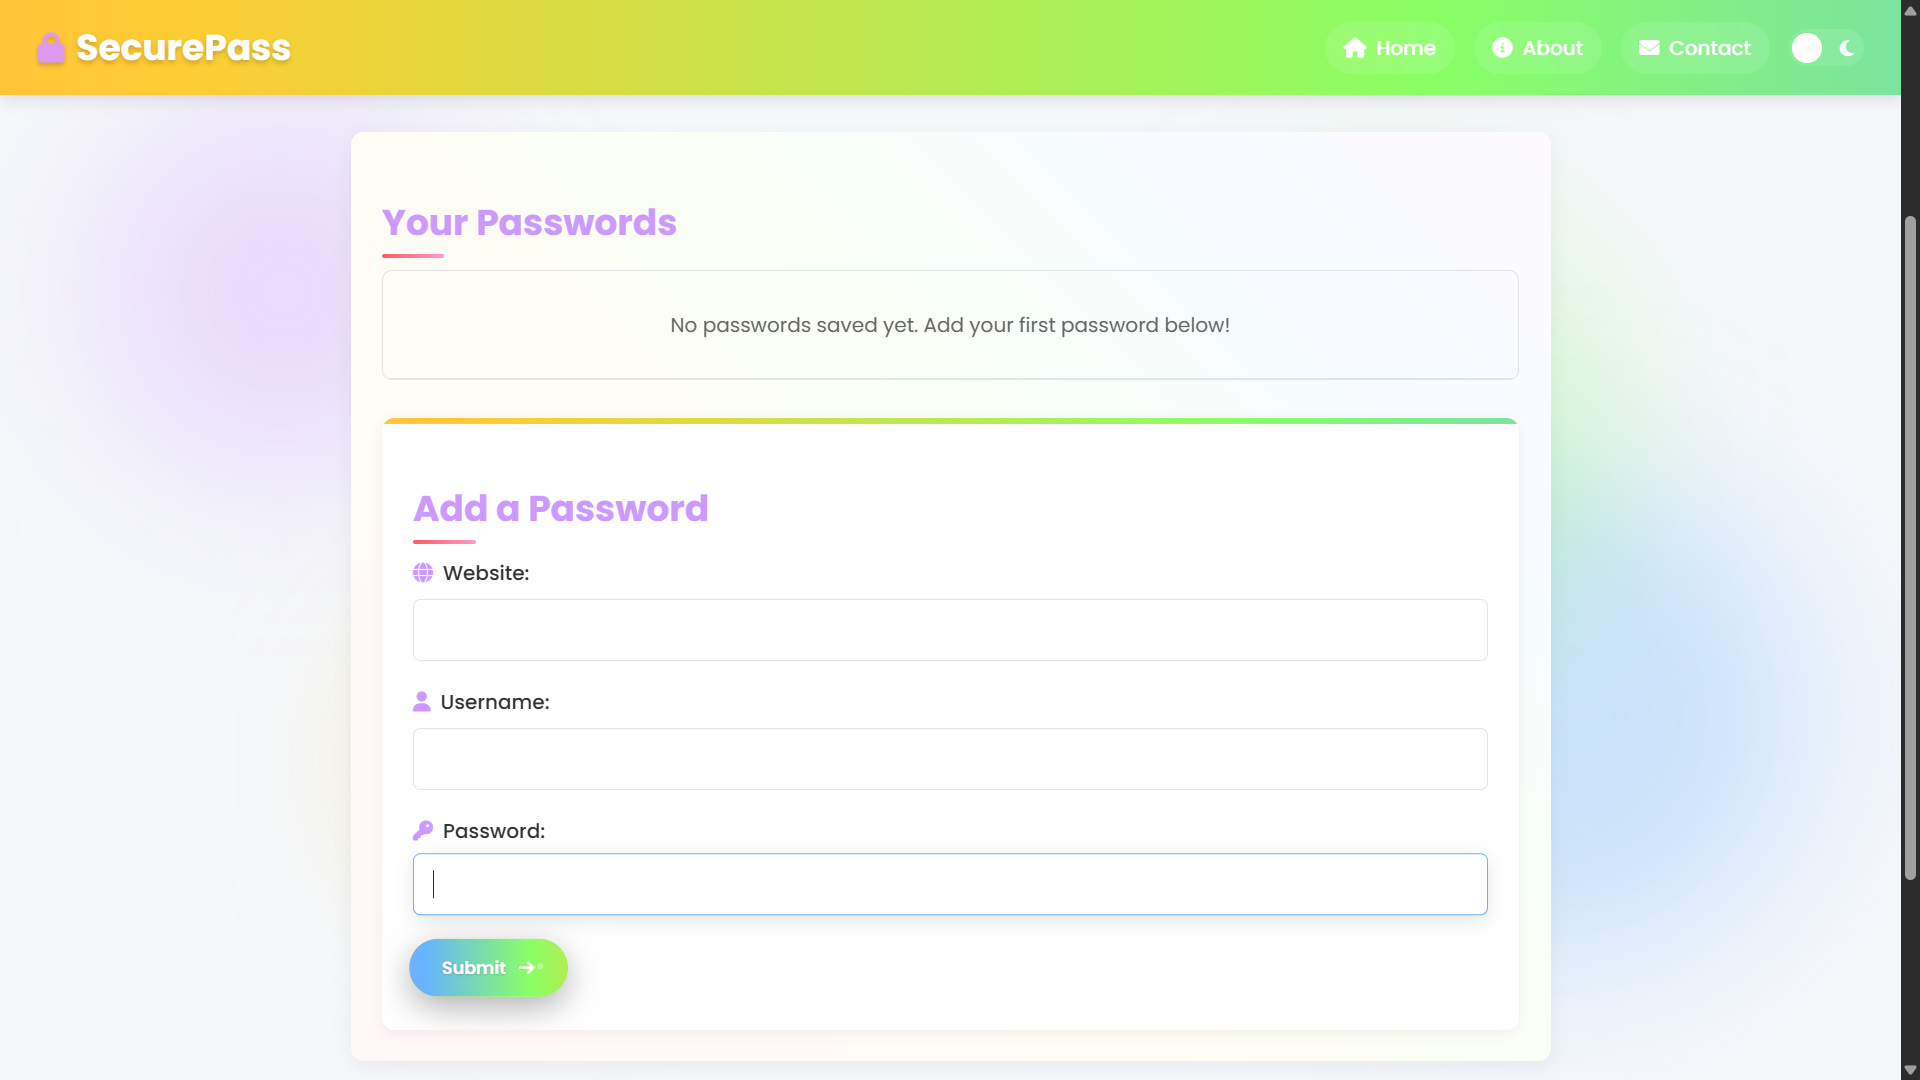 SecurePass
Home
About
Contact
Your Passwords
No passwords saved yet. Add your first password below!
Add a Password
Website:
Username:
Password:
Submit